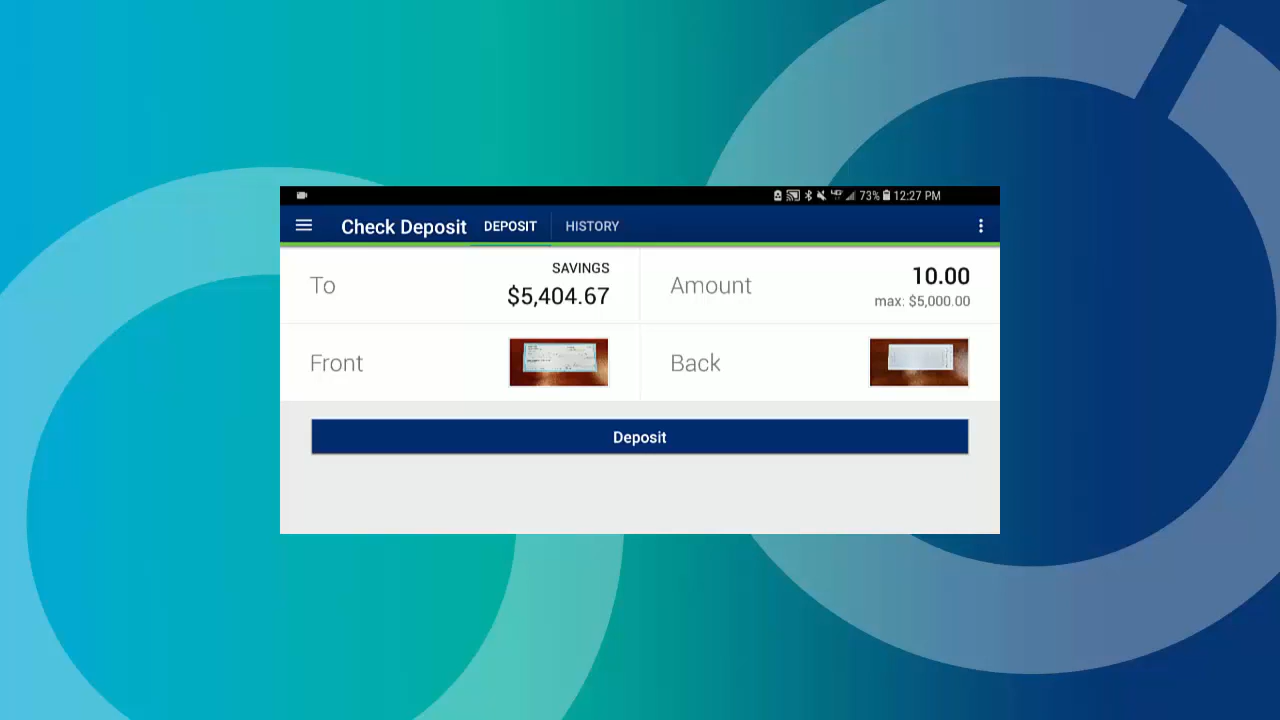 73% 12:27 PM
Check Deposit DEPOSIT HISTORY
To SAVINGS $5,404.67
Amount 10.00 max: $5,000.00
Front
Back
Deposit